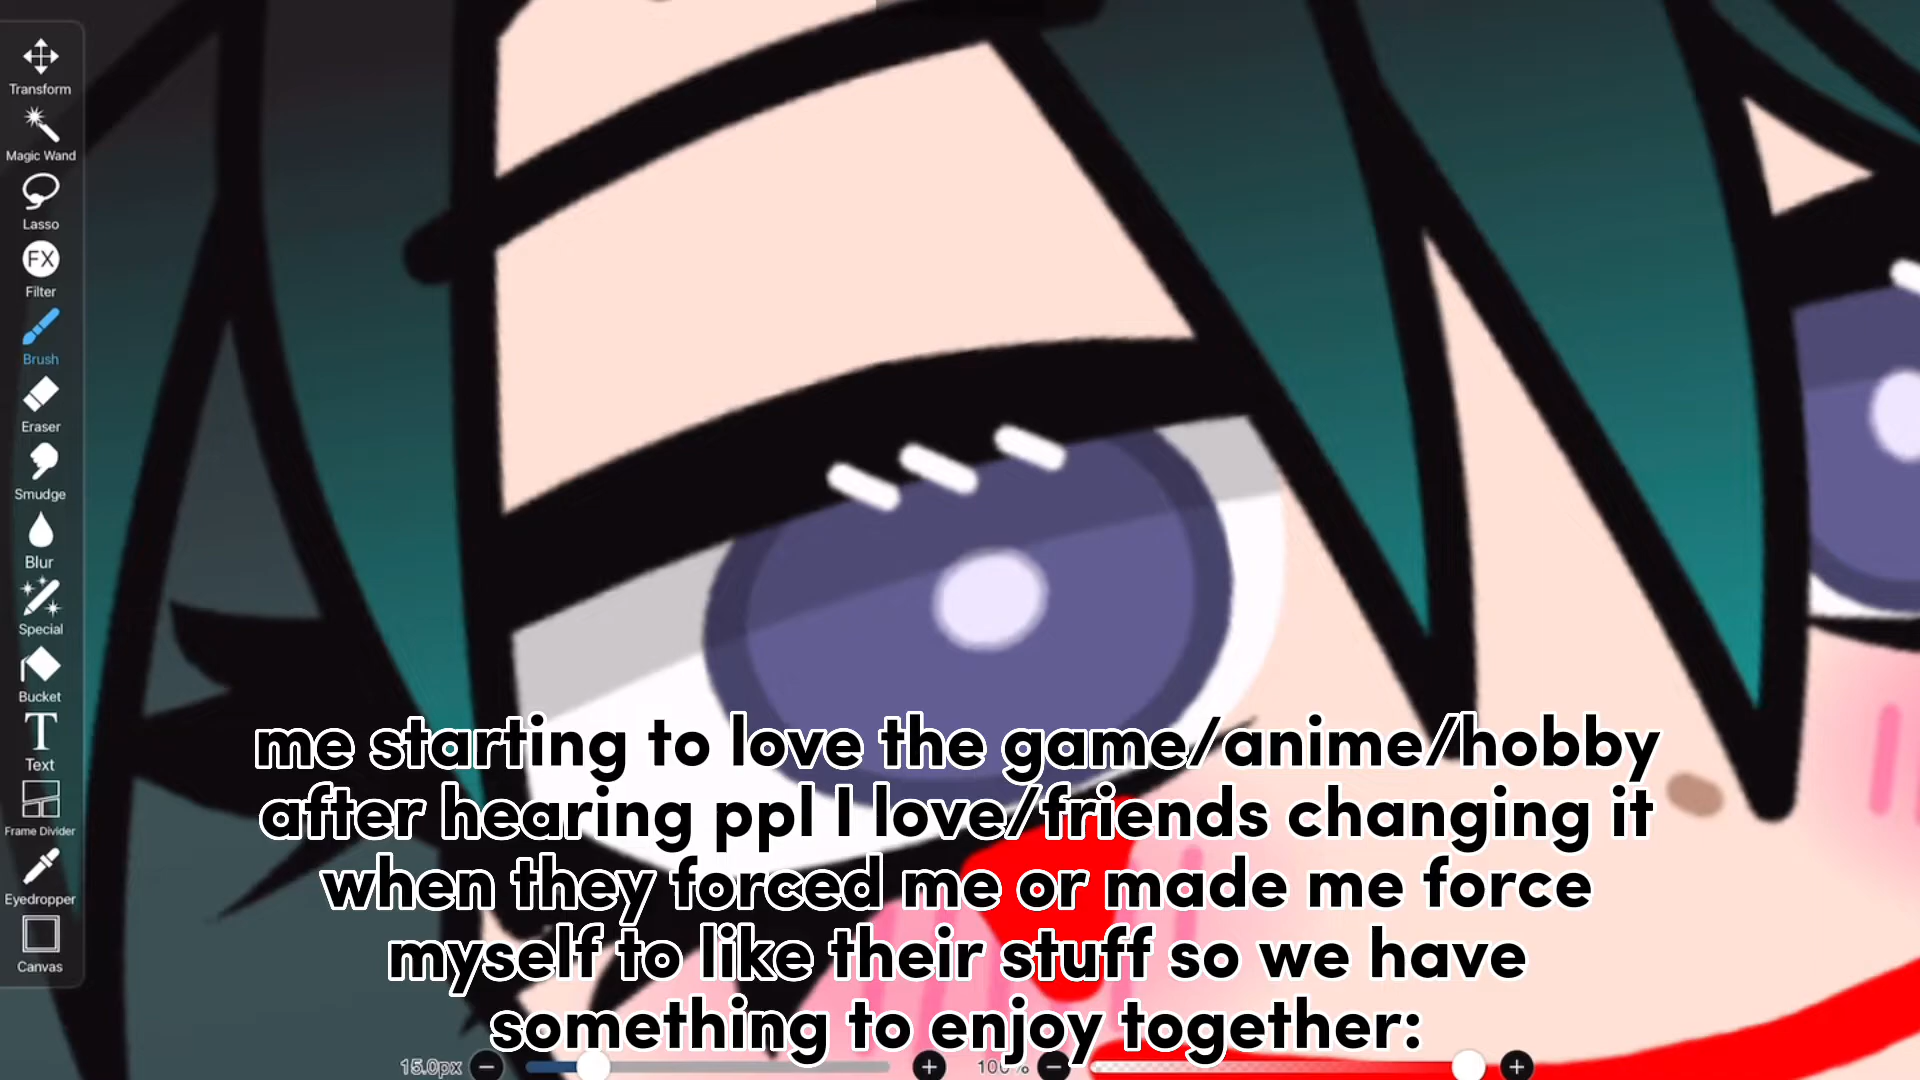 Transform
Magic Wand
Lasso
FX
Filter
Brush
Eraser
Smudge
Blur
Special
Bucket
T
Text
Frame Divider
Eyedropper
Canvas
me starting to love the game/anime/hobby
after hearing ppl I love/friends changing it
when they forced me or made me force
myself to like their stuff so we have
something to enjoy together:
15.0px
100%